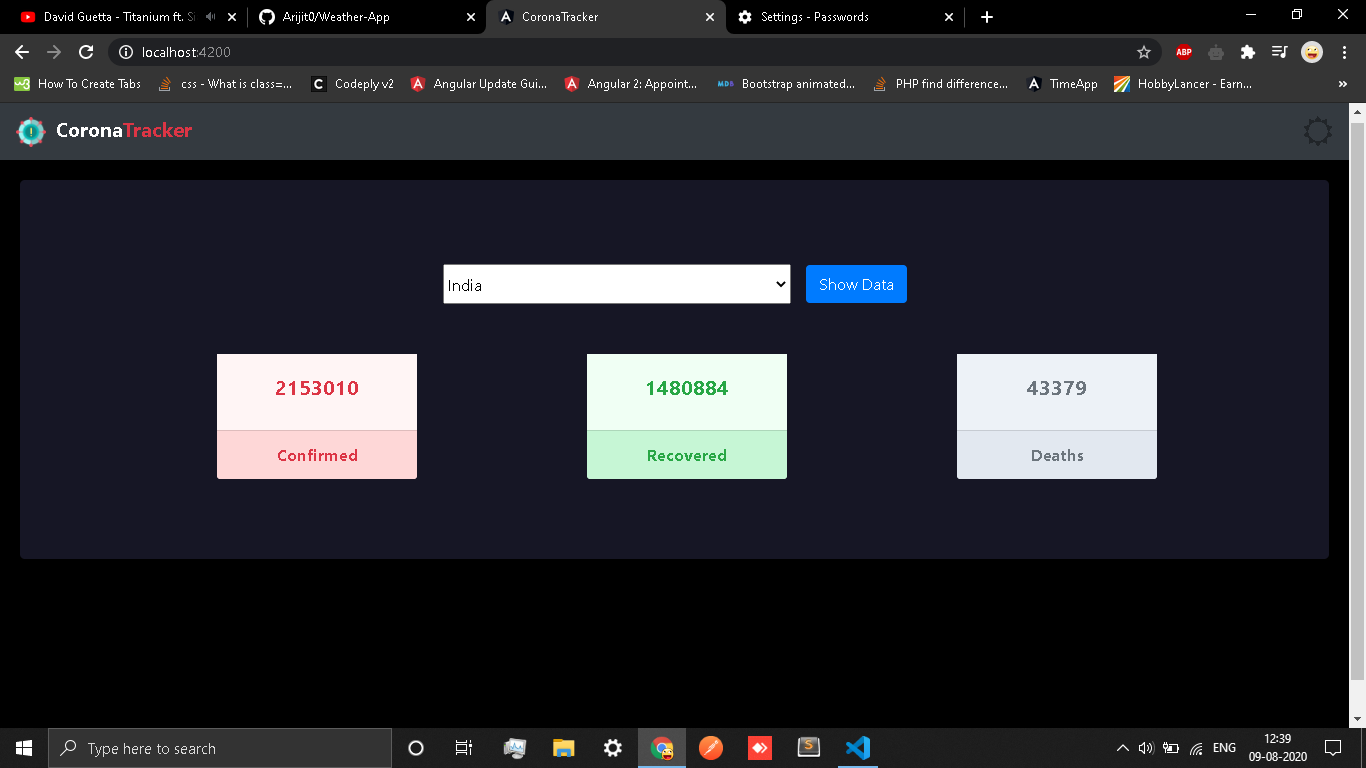 David Guetta - Titanium ft. S
Arijit0/Weather-App
CoronaTracker
Settings - Passwords
localhost:4200
ABP
How To Create Tabs
css - What is class=...
C Codeply v2
Angular Update Gui...
Angular 2: Appoint...
MDB Bootstrap animated...
PHP find difference...
TimeApp
HobbyLancer - Earn...
»
CoronaTracker
India
Show Data
2153010
1480884
43379
Confirmed
Recovered
Deaths
Type here to search
ENG
12:39
09-08-2020